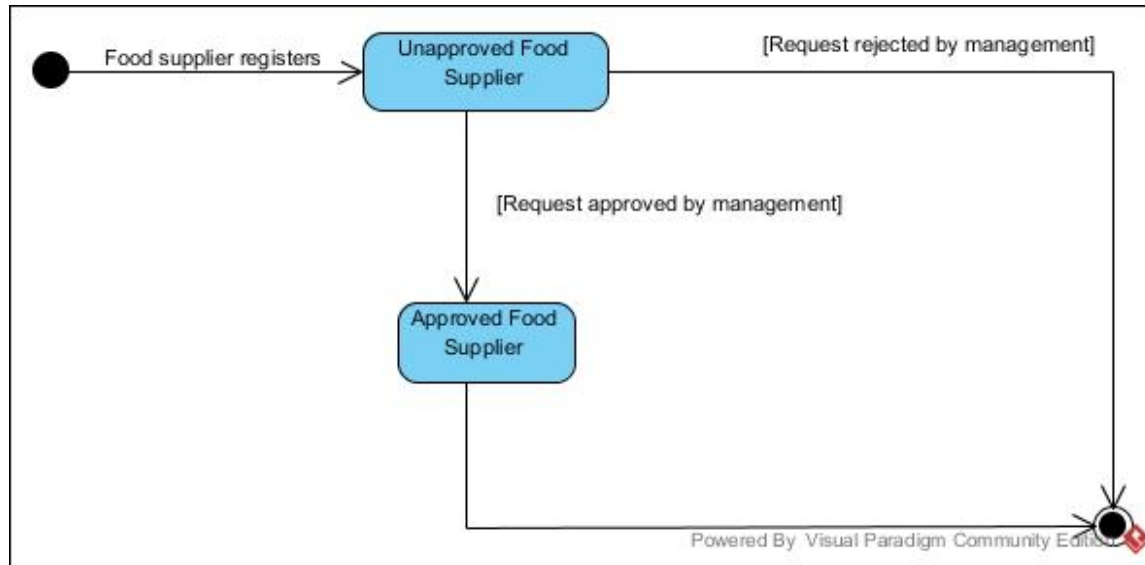 Food supplier registers
Unapproved Food
Supplier
[Request rejected by management]
[Request approved by management]
Approved Food
Supplier
Powered By Visual Paradigm Community Edition